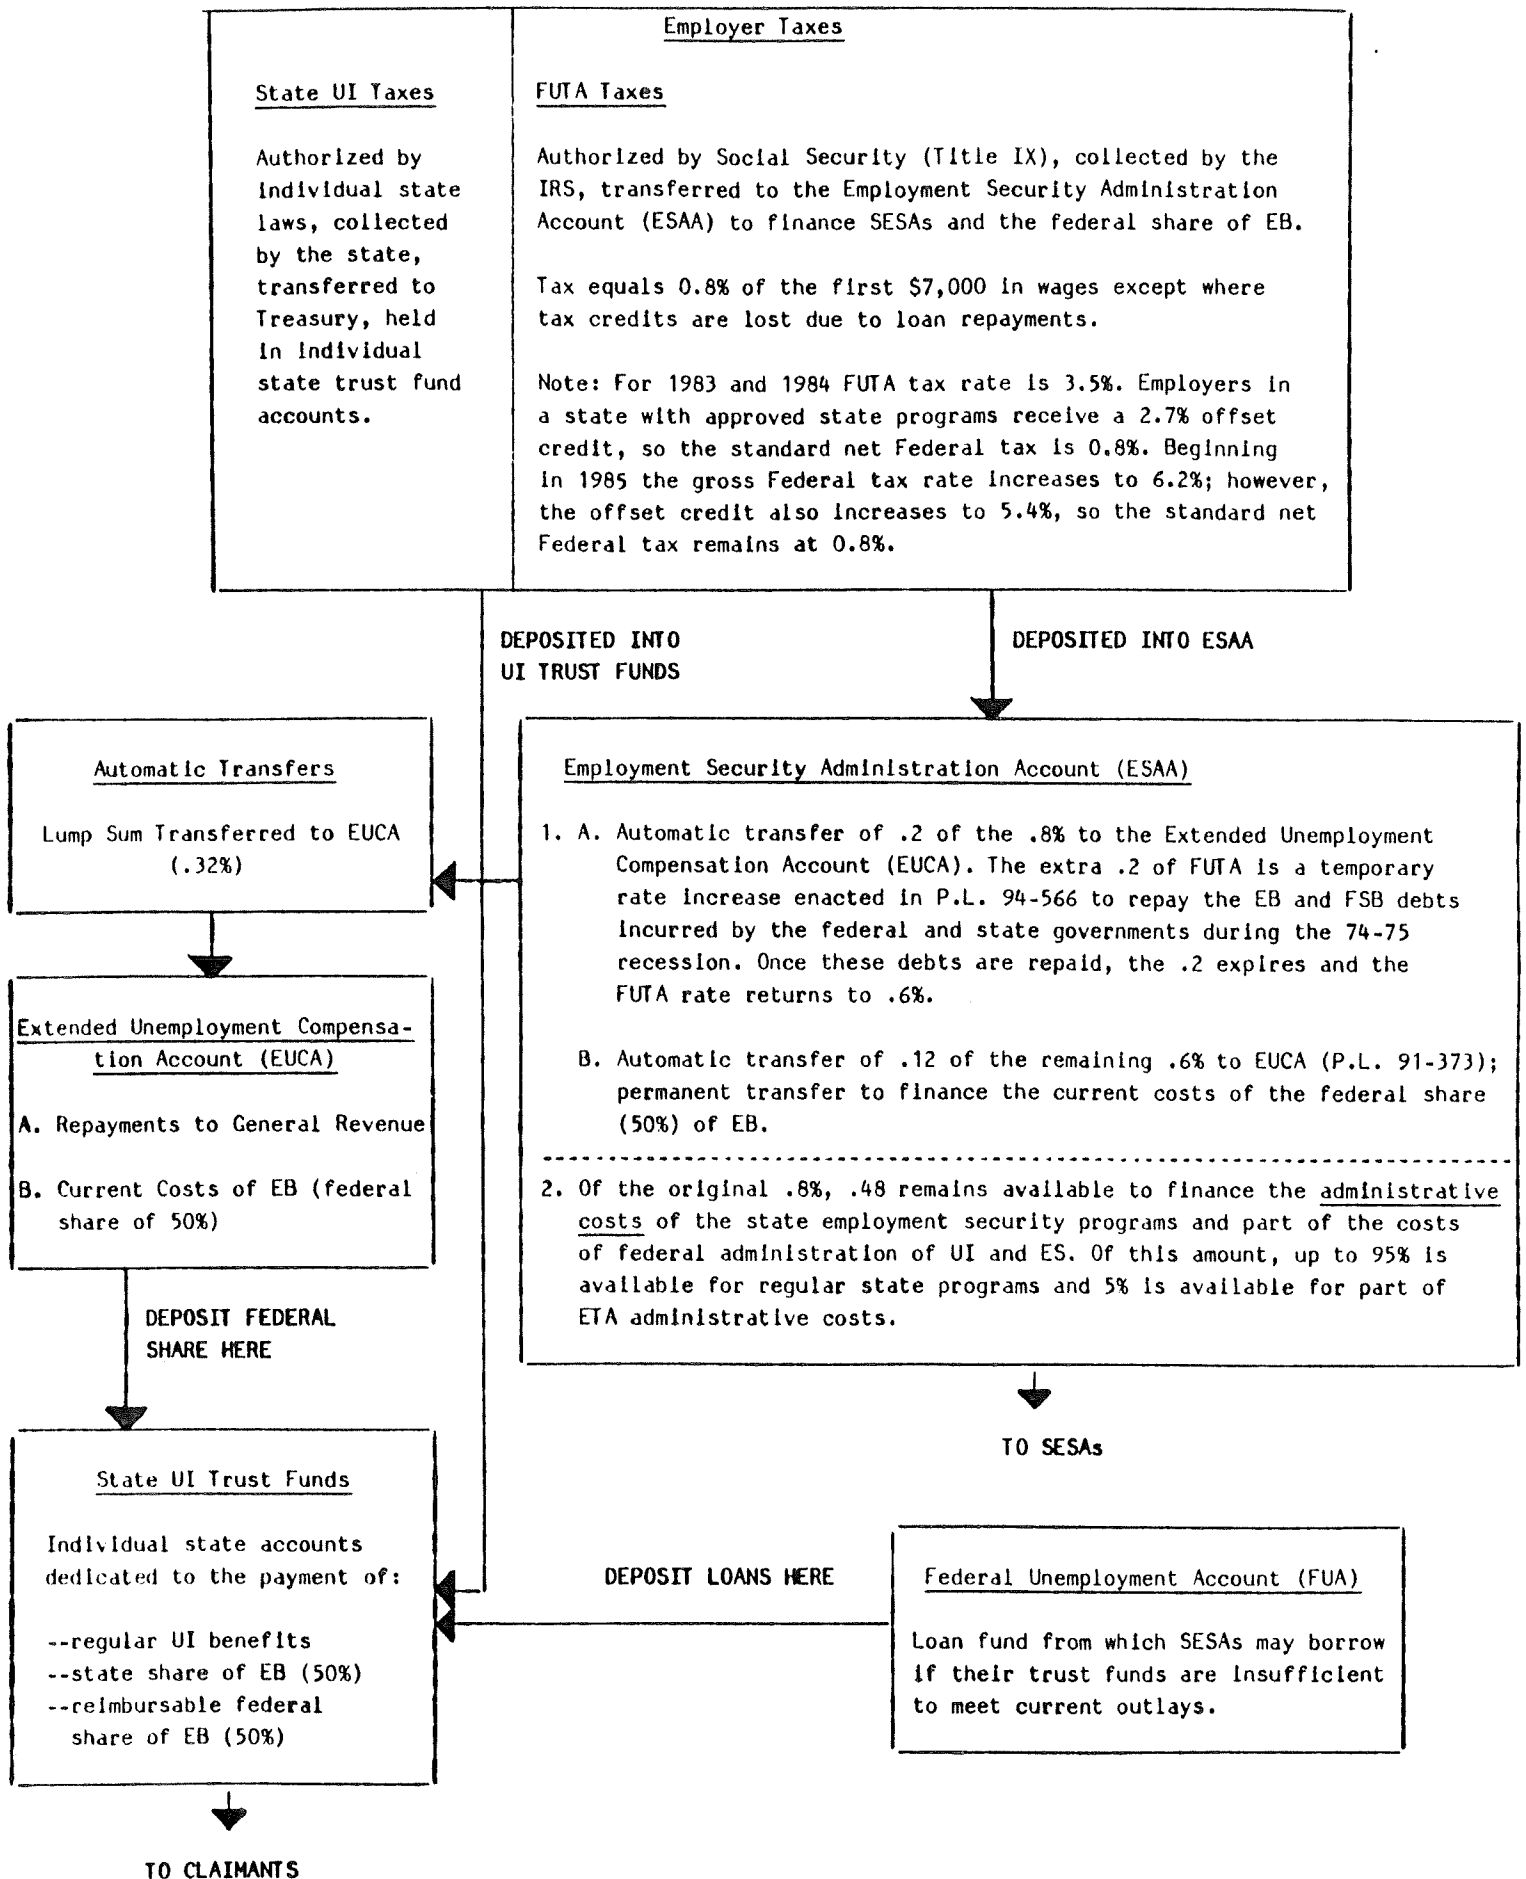 Employer Taxes
State UI Taxes
Authorized by
individual state
laws, collected
by the state,
transferred to
Treasury, held
in individual
state trust fund
accounts.
FUTA Taxes
Authorized by Social Security (Title IX), collected by the
IRS, transferred to the Employment Security Administration
Account (ESAA) to finance SESAs and the federal share of EB.
Tax equals 0.8% of the first $7,000 in wages except where
tax credits are lost due to loan repayments.
Note: For 1983 and 1984 FUTA tax rate is 3.5%. Employers in
a state with approved state programs receive a 2.7% offset
credit, so the standard net Federal tax is 0.8%. Beginning
in 1985 the gross Federal tax rate increases to 6.2%; however,
the offset credit also increases to 5.4%, so the standard net
Federal tax remains at 0.8%.
DEPOSITED INTO
UI TRUST FUNDS
DEPOSITED INTO ESAA
Automatic Transfers
Lump Sum Transferred to EUCA
(.32%)
Employment Security Administration Account (ESAA)
1. A. Automatic transfer of .2 of the .8% to the Extended Unemployment
Compensation Account (EUCA). The extra .2 of FUTA is a temporary
rate increase enacted in P.L. 94-566 to repay the EB and FSB debts
incurred by the federal and state governments during the 74-75
recession. Once these debts are repaid, the .2 expires and the
FUTA rate returns to .6%.
B. Automatic transfer of .12 of the remaining .6% to EUCA (P.L. 91-373);
permanent transfer to finance the current costs of the federal share
(50%) of EB.
2. Of the original .8%, .48 remains available to finance the administrative
costs of the state employment security programs and part of the costs
of federal administration of UI and ES. Of this amount, up to 95% is
available for regular state programs and 5% is available for part of
ETA administrative costs.
Extended Unemployment Compensa-
tion Account (EUCA)
A. Repayments to General Revenue
B. Current Costs of EB (federal
share of 50%)
DEPOSIT FEDERAL
SHARE HERE
TO SESAs
State UI Trust Funds
Individual state accounts
dedicated to the payment of:
--regular UI benefits
--state share of EB (50%)
--reimbursable federal
share of EB (50%)
DEPOSIT LOANS HERE
Federal Unemployment Account (FUA)
Loan fund from which SESAs may borrow
if their trust funds are insufficient
to meet current outlays.
TO CLAIMANTS